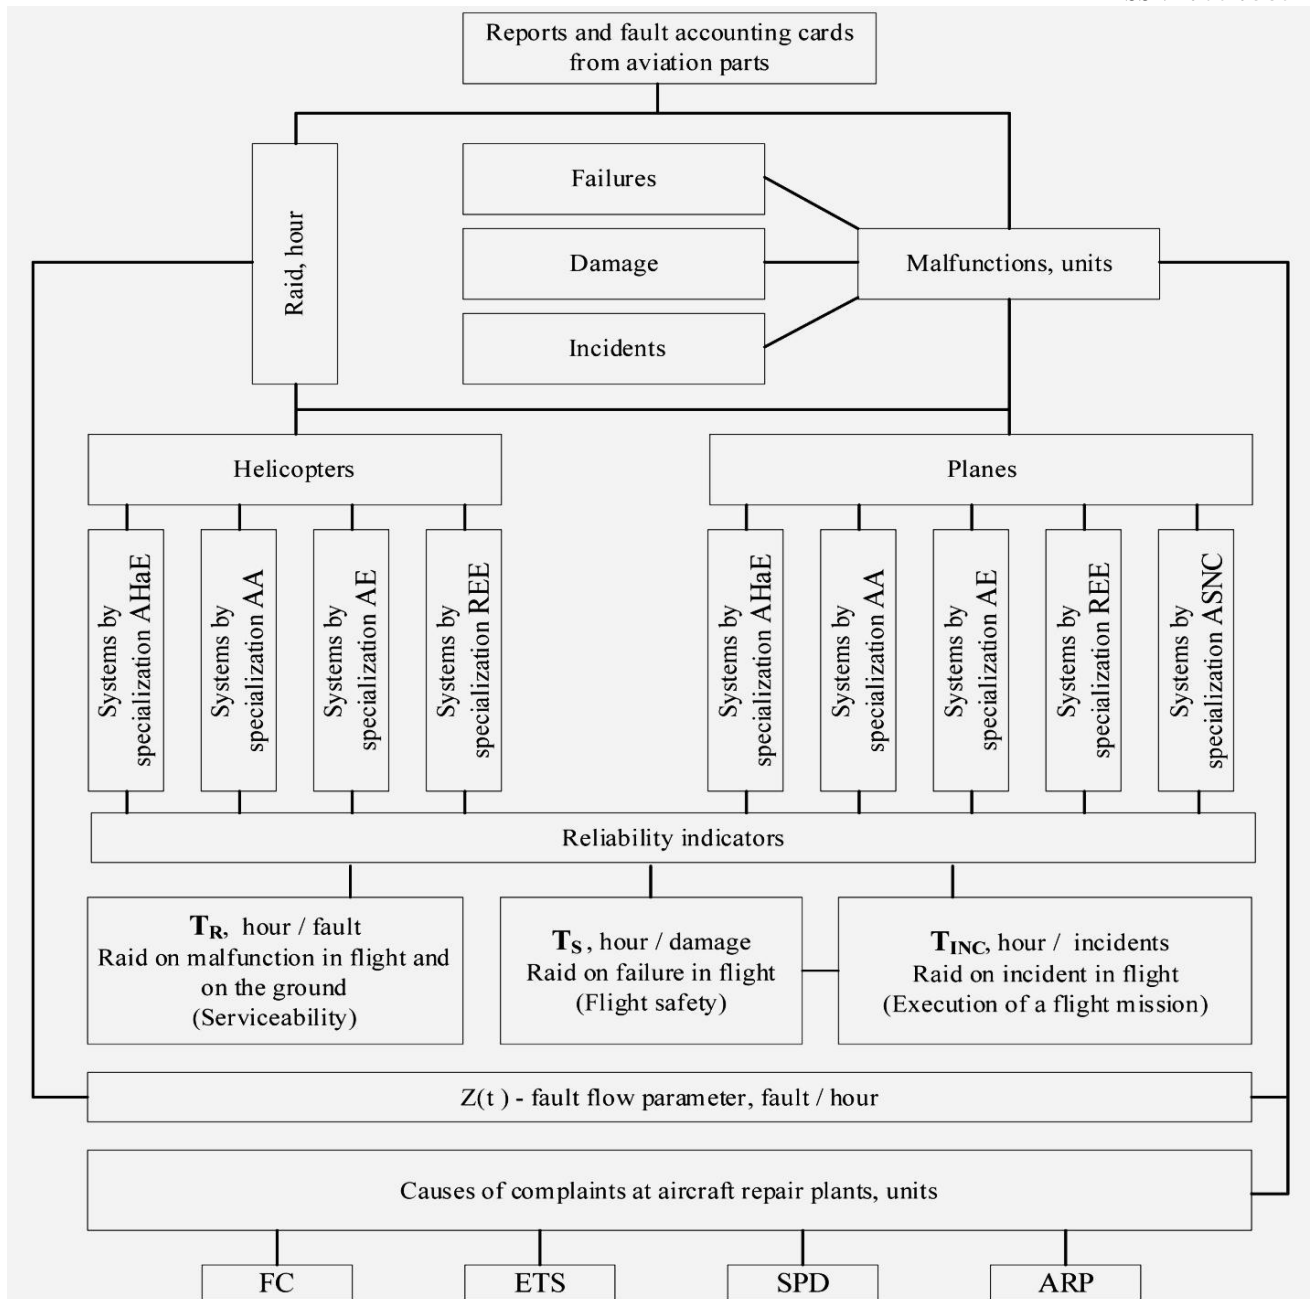 Reports and fault accounting cards
from aviation parts
Raid, hour
Failures
Damage
Incidents
Malfunctions, units
Helicopters
Planes
Systems by
specialization AHaE
Systems by
specialization AA
Systems by
specialization AE
Systems by
specialization REE
Systems by
specialization AHaE
Systems by
specialization AA
Systems by
specialization AE
Systems by
specialization REE
Systems by
specialization ASNC
Reliability indicators
TR, hour / fault
Raid on malfunction in flight and
on the ground
(Serviceability)
TS , hour / damage
Raid on failure in flight
(Flight safety)
TINC, hour / incidents
Raid on incident in flight
(Execution of a flight mission)
Z(t ) - fault flow parameter, fault / hour
Causes of complaints at aircraft repair plants, units
FC
ETS
SPD
ARP